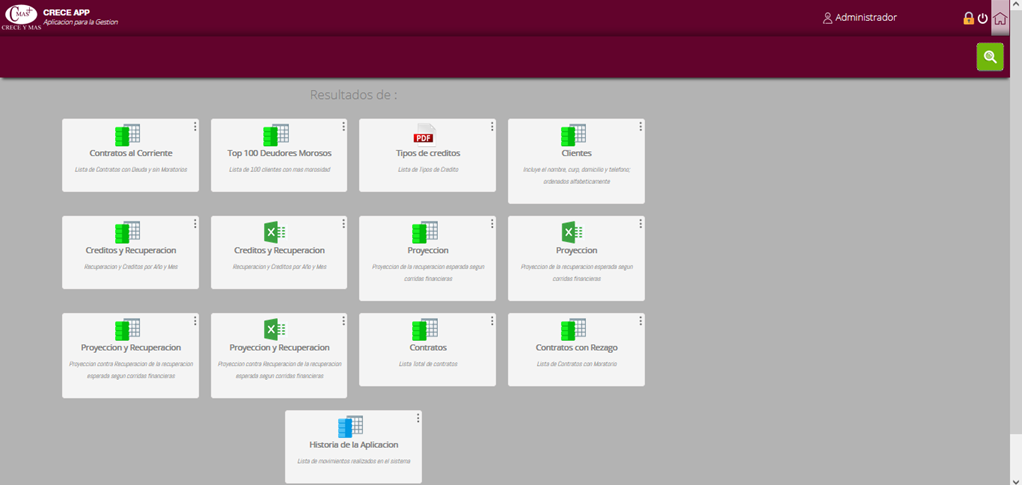 CMAS+
CRECE Y MAS
CRECE APP
Aplicacion para la Gestion
Administrador
Resultados de :
Contratos al Corriente
Lista de Contratos con Deuda y sin Moratorios
Top 100 Deudores Morosos
Lista de 100 clientes con mas morosidad
PDF
Tipos de creditos
Lista de Tipos de Credito
Clientes
Incluye el nombre, curp, domicilio y telefono;
ordenados alfabeticamente
Creditos y Recuperacion
Recuperacion y Creditos por Año y Mes
X
Creditos y Recuperacion
Recuperacion y Creditos por Año y Mes
Proyeccion
Proyeccion de la recuperacion esperada segun
corridas financieras
X
Proyeccion
Proyeccion de la recuperacion esperada segun
corridas financieras
Proyeccion y Recuperacion
Proyeccion contra Recuperacion de la recuperacion
esperada segun corridas financieras
X
Proyeccion y Recuperacion
Proyeccion contra Recuperacion de la recuperacion
esperada segun corridas financieras
Contratos
Lista Total de contratos
Contratos con Rezago
Lista de Contratos con Moratorio
Historia de la Aplicacion
Lista de movimientos realizados en el sistema